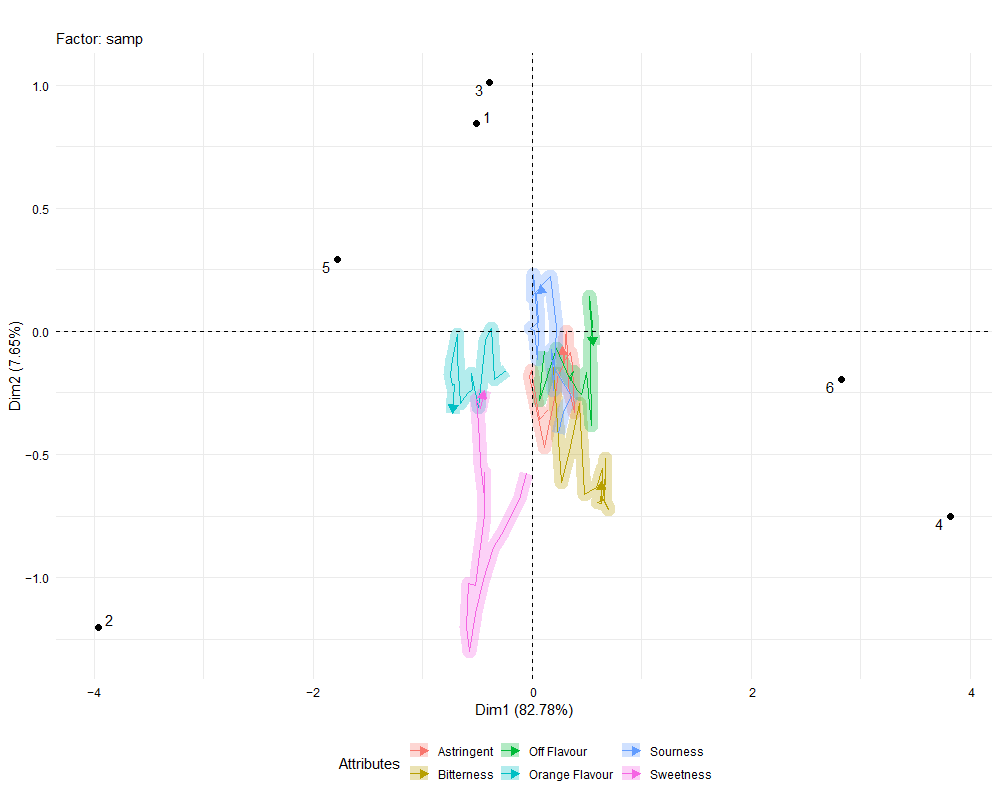 Factor: samp
1.0
3
1
0.5
5
0.0
6
−0.5
4
−1.0
2
−4
−2
0
2
4
Dim2 (7.65%)
Dim1 (82.78%)
Attributes
Astringent
Off Flavour
Sourness
Bitterness
Orange Flavour
Sweetness